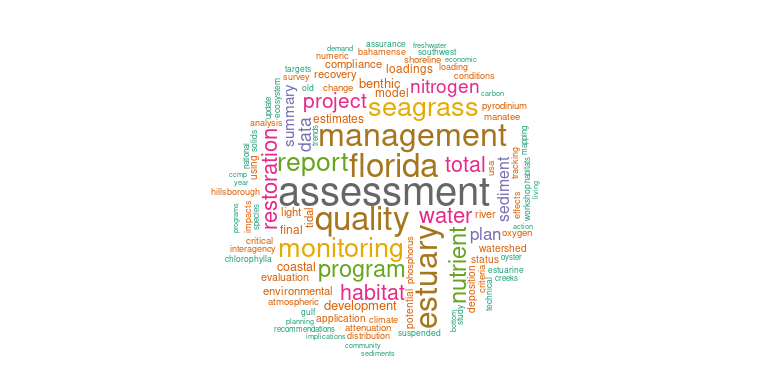 assurance
freshwater
demand
bahamense
southwest
numeric
shoreline
economic
compliance
targets
loadings
loading
survey
recovery
conditions
benthic
old
change
model
nitrogen
carbon
ecosystem
update
summary
project
seagrass
pyrodinium
analysis
data
trends
estimates
management
manatee
national
solids
restoration
report
florida
total
usa
tracking
mapping
using
ccmp
year
assessment
sediment
habitats
workshop
living
hillsborough
programs
impacts
species
light
tidal
quality
water
river
effects
action
final
plan
oxygen
critical
interagency
monitoring
estuary
nutrient
watershed
chlorophylla
coastal
program
phosphorus
status
oyster
evaluation
estuarine
deposition
criteria
creeks
environmental
habitat
potential
technical
atmospheric
development
gulf
planning
application
climate
bottom
study
recommendations
attenuation
suspended
implications
distribution
community
sediments